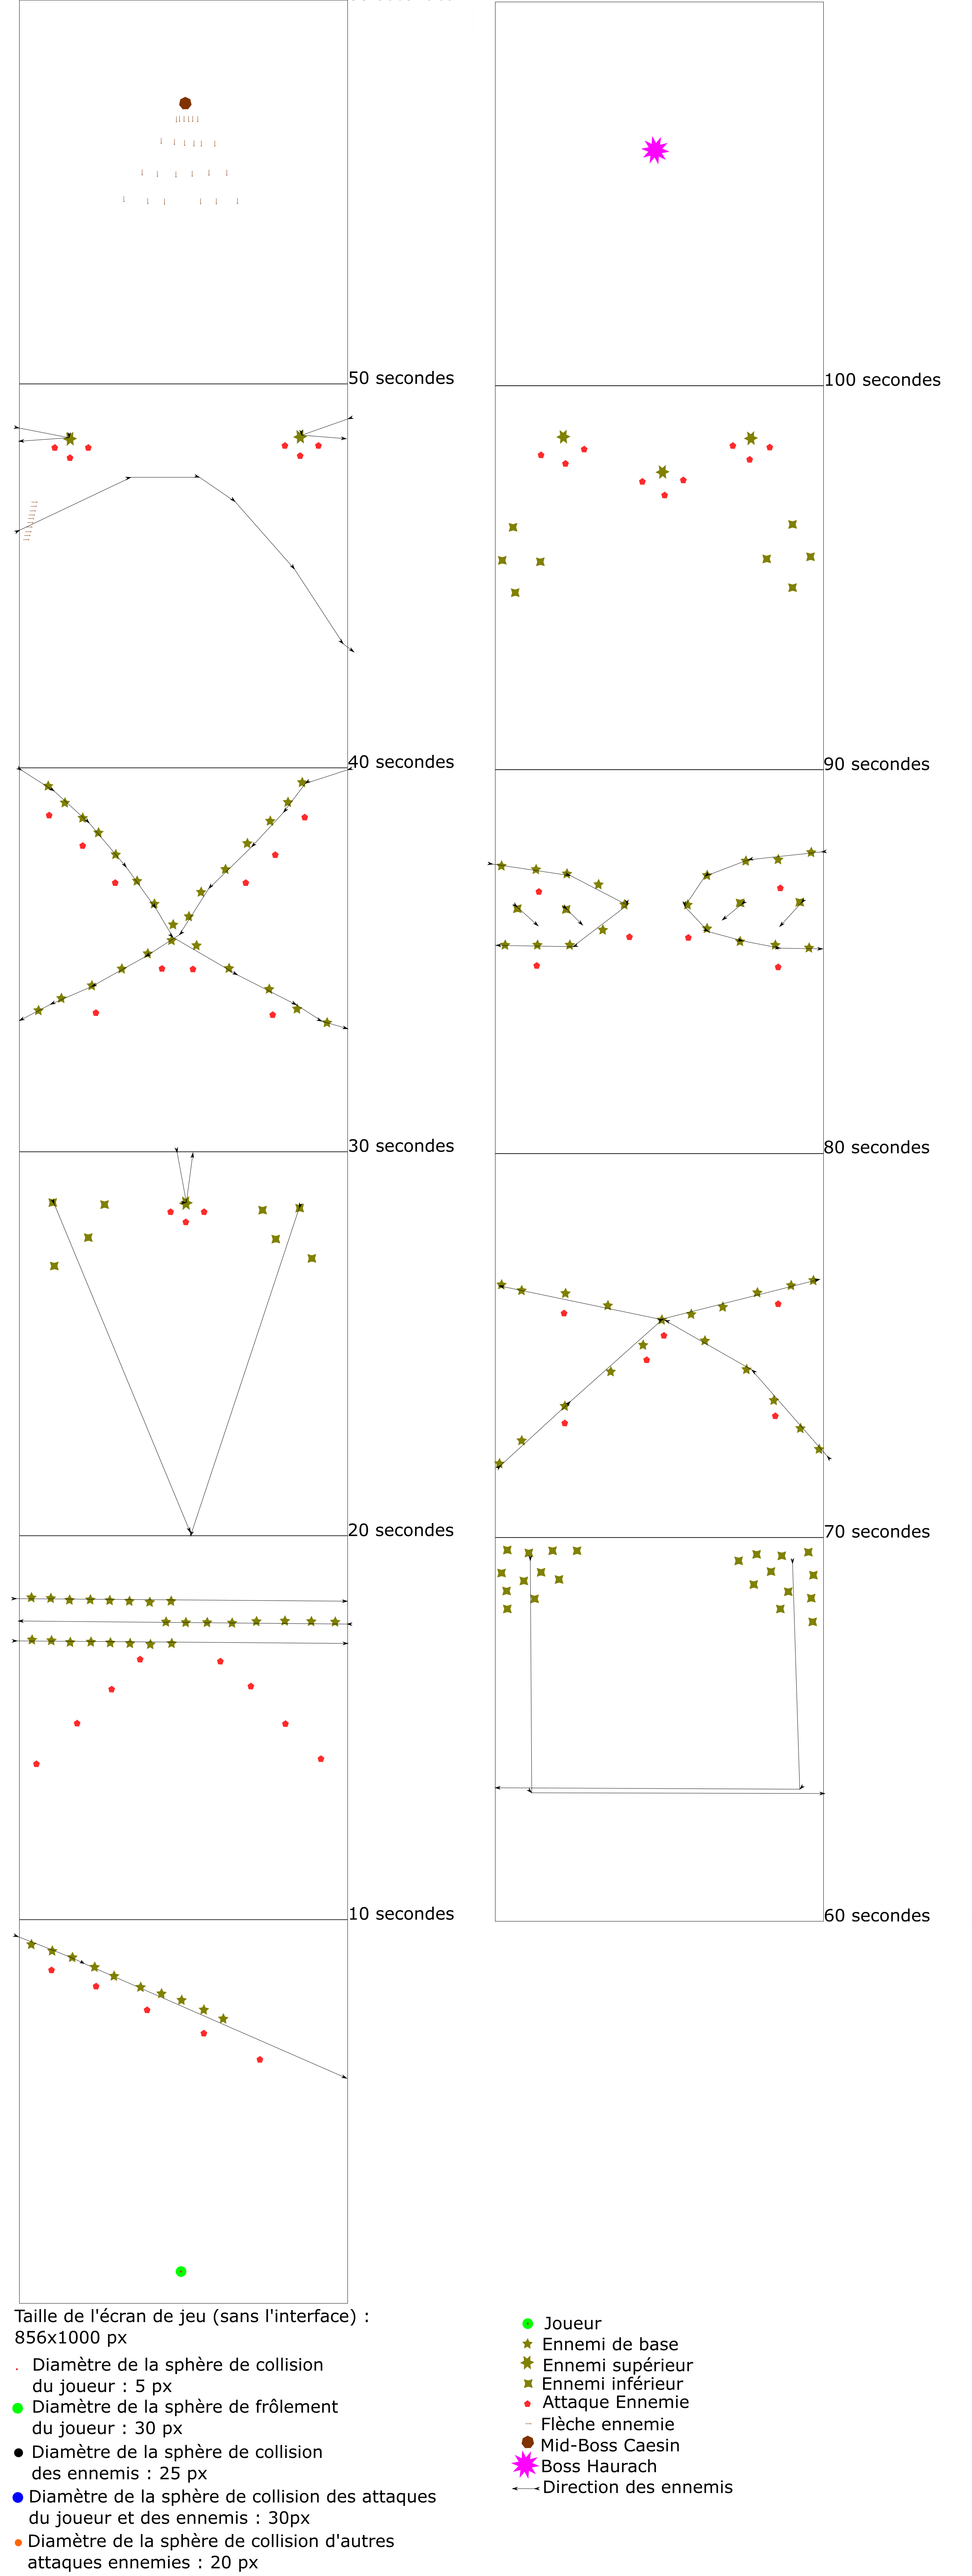 50 secondes
100 secondes
40 secondes
90 secondes
30 secondes
80 secondes
20 secondes
70 secondes
10 secondes
60 secondes
Taille de l'écran de jeu (sans l'interface) :
856x1000 px
Diamètre de la sphère de collision
du joueur : 5 px
Diamètre de la sphère de frôlement
du joueur : 30 px
Diamètre de la sphère de collision
des ennemis : 25 px
Diamètre de la sphère de collision des attaques
du joueur et des ennemis : 30px
Diamètre de la sphère de collision d'autres
attaques ennemies : 20 px
Joueur
Ennemi de base
Ennemi supérieur
Ennemi inférieur
Attaque Ennemie
Flèche ennemie
Mid-Boss Caesin
Boss Haurach
Direction des ennemis